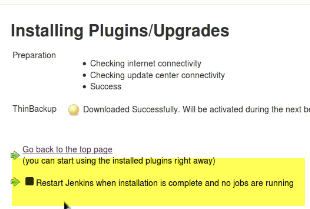 Installing Plugins/Upgrades
Preparation
Checking internet connectivity
Checking update center connectivity
Success
ThinBackup Downloaded Successfully. Will be activated during the next
Go back to the top page
(you can start using the installed plugins right away)
Restart Jenkins when installation is complete and no jobs are running